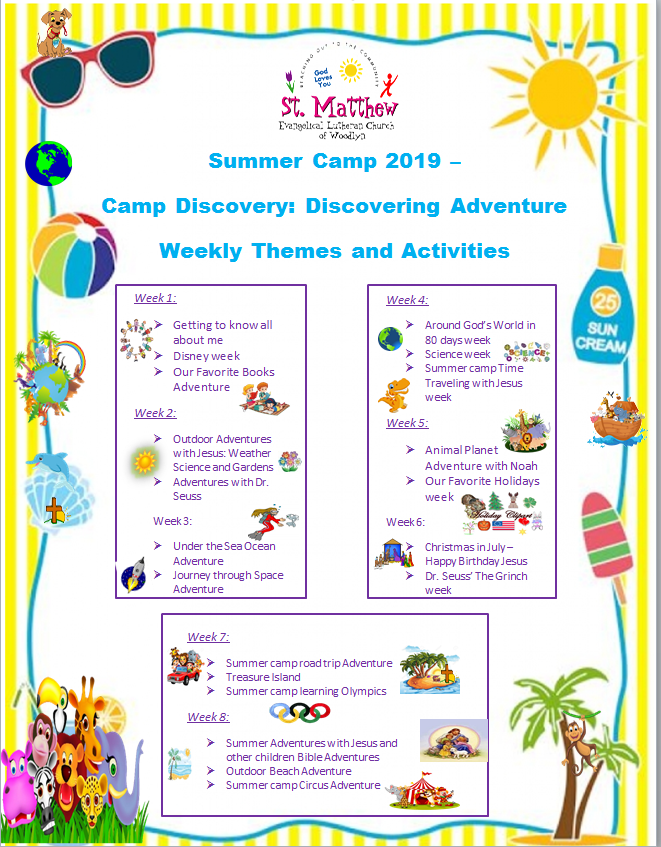 REACHING OUT TO THE COMMUNITY
God
Loves
You
St. Matthew
Evangelical Lutheran Church
of Woodlyn
Summer Camp 2019 –
Camp Discovery: Discovering Adventure
Weekly Themes and Activities
Week 1:
Getting to know all
about me
Disney week
Our Favorite Books
Adventure
Week 2:
Outdoor Adventures
with Jesus: Weather
Science and Gardens
Adventures with Dr.
Seuss
Week3:
Under the Sea Ocean
Adventure
Journey through Space
Adventure
Week 4:
Around God's World in
80 days week
Science week
SCIENCE
Summer camp Time
Traveling with Jesus
week
Week 5:
Animal Planet
Adventure with Noah
Our Favorite Holidays
week
Holiday Clipart
Week6:
Christmas in July –
Happy Birthday Jesus
Dr. Seuss' The Grinch
week
25
SUN
CREAM
Week 7:
Summer camp road trip Adventure
Treasure Island
Summer camp learning Olympics
Week 8:
Summer Adventures with Jesus and
other children Bible Adventures
Outdoor Beach Adventure
Summer camp Circus Adventure